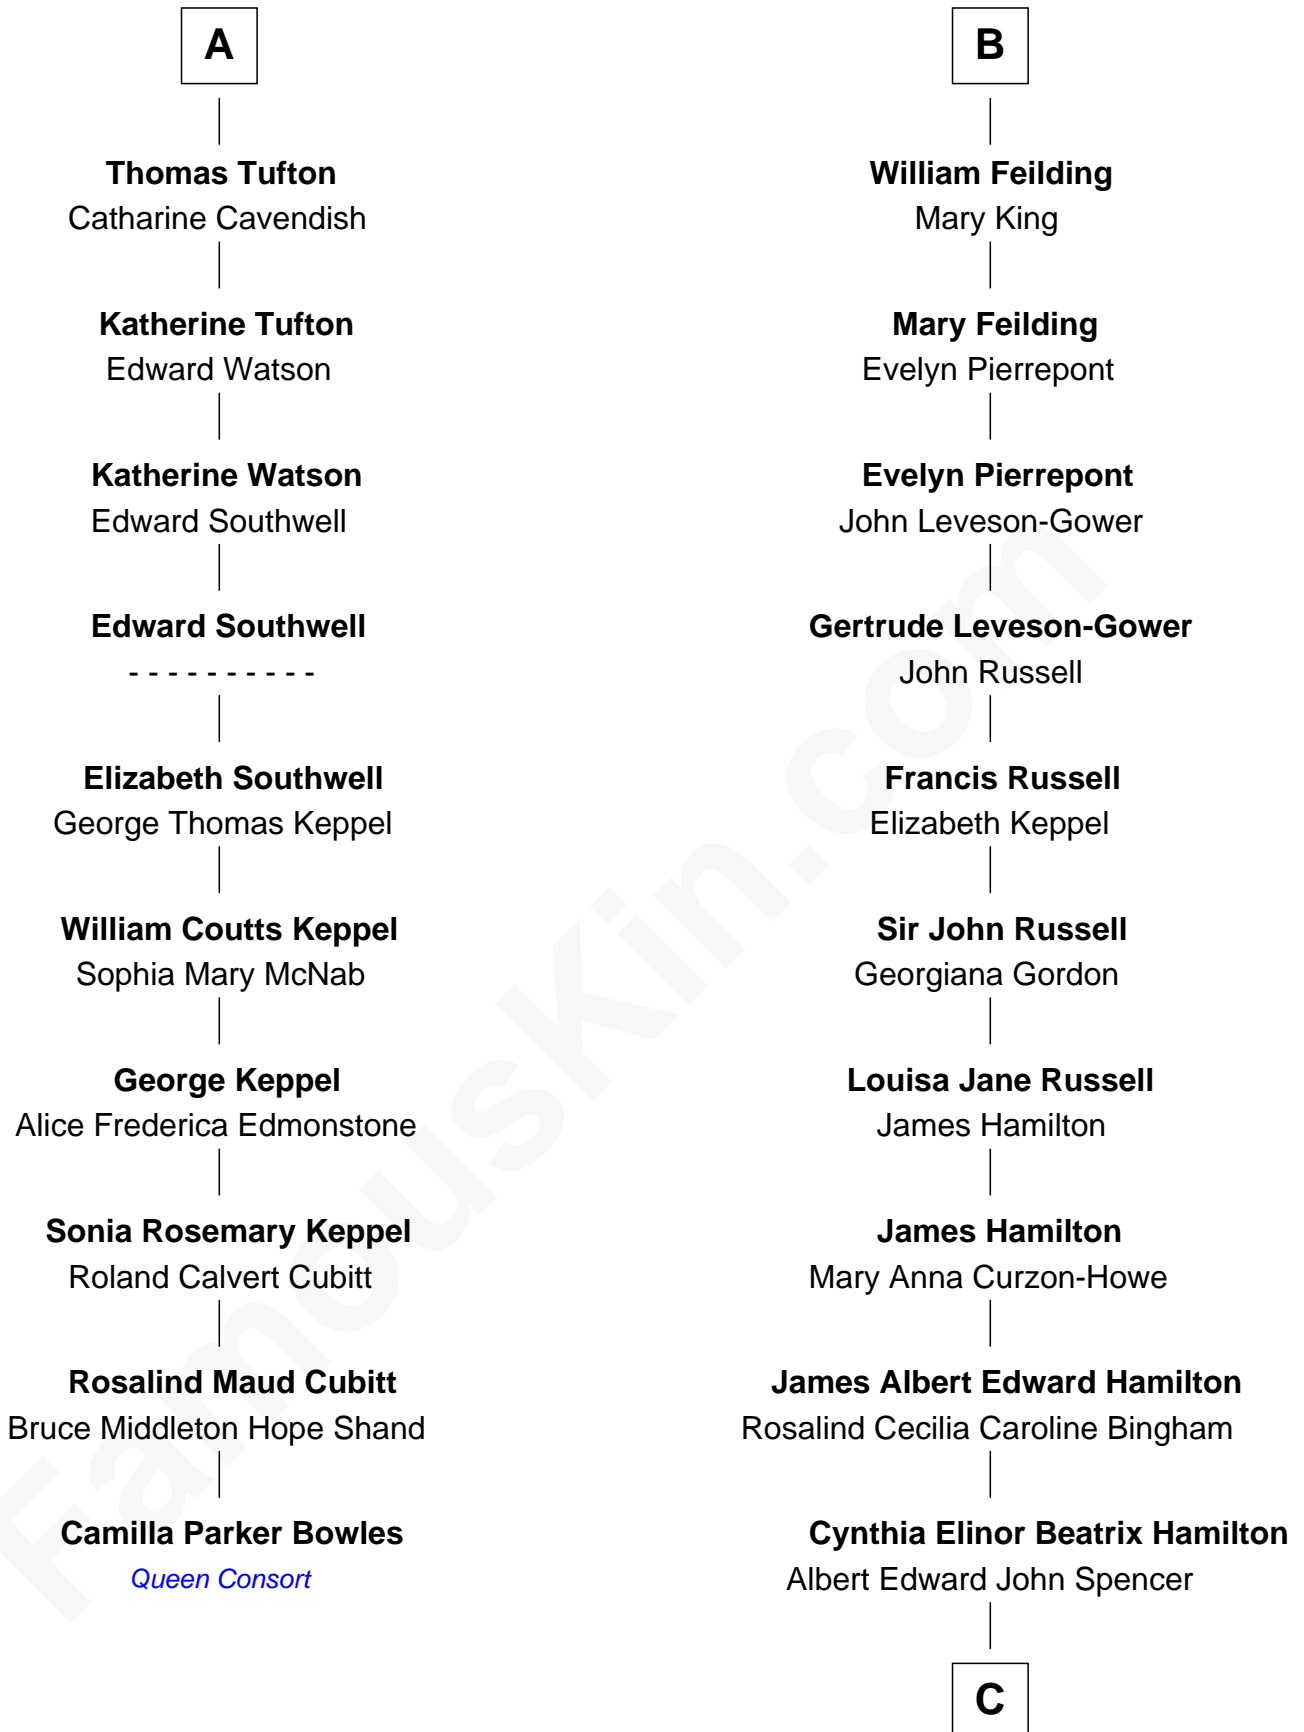 A
Thomas Tufton
Catharine Cavendish
Katherine Tufton
Edward Watson
Katherine Watson
Edward Southwell
Edward Southwell
- - - - - - - - - -
Elizabeth Southwell
George Thomas Keppel
William Coutts Keppel
Sophia Mary McNab
George Keppel
Alice Frederica Edmonstone
Sonia Rosemary Keppel
Roland Calvert Cubitt
Rosalind Maud Cubitt
Bruce Middleton Hope Shand
Camilla Parker Bowles
Queen Consort
B
William Feilding
Mary King
Mary Feilding
Evelyn Pierrepont
Evelyn Pierrepont
John Leveson-Gower
Gertrude Leveson-Gower
John Russell
Francis Russell
Elizabeth Keppel
Sir John Russell
Georgiana Gordon
Louisa Jane Russell
James Hamilton
James Hamilton
Mary Anna Curzon-Howe
James Albert Edward Hamilton
Rosalind Cecilia Caroline Bingham
Cynthia Elinor Beatrix Hamilton
Albert Edward John Spencer
C
FamousKin.com